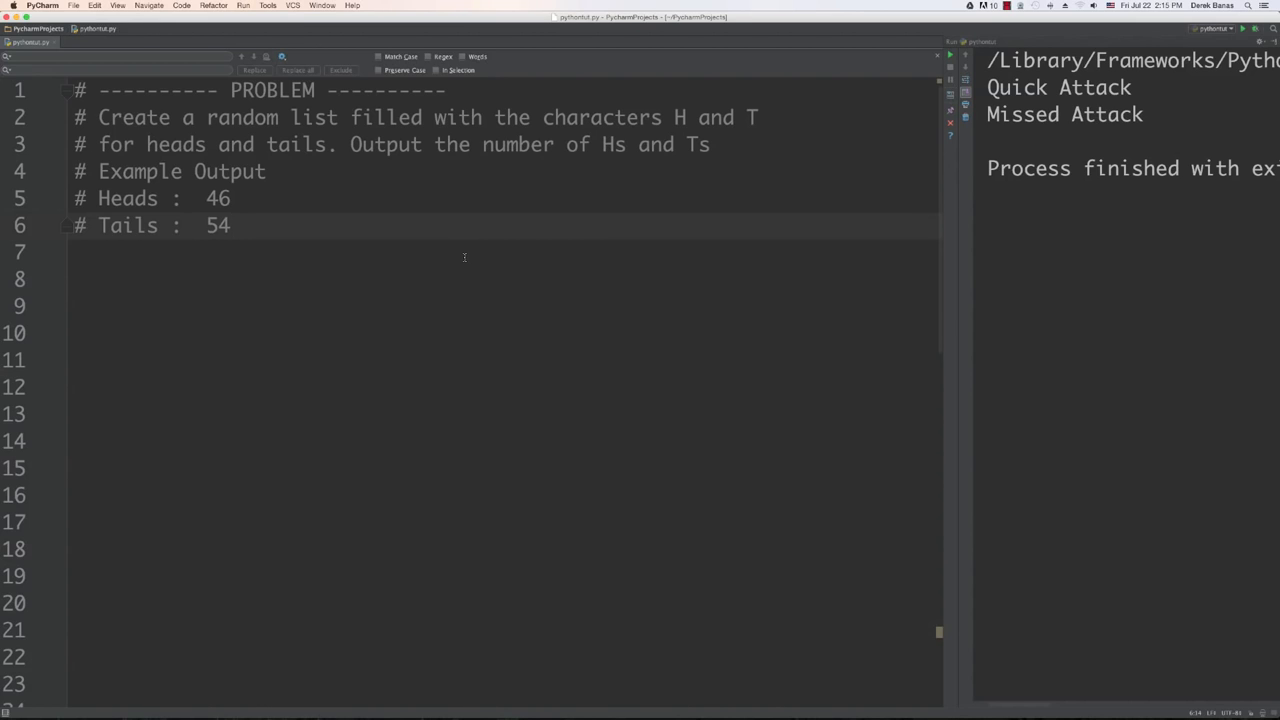 PyCharm File Edit View Navigate Code Refactor Run Tools VCS Window Help 10 Fri Jul 22 2:15 PM Derek Banas
pythontut.py - PycharmProjects - [~/PycharmProjects]
PycharmProjects pythontut.py pythontut
pythontut.py
Run pythontut
Match Case Regex Words
Replace Replace all Exclude Preserve Case In Selection
1 # ---------- PROBLEM ----------
2 # Create a random list filled with the characters H and T
3 # for heads and tails. Output the number of Hs and Ts
4 # Example Output
5 # Heads :  46
6 # Tails :  54
7
8
9
10
11
12
13
14
15
16
17
18
19
20
21
22
23
/Library/Frameworks/Pytho
Quick Attack
Missed Attack
Process finished with exi
6:14 LF≠ UTF-8≠